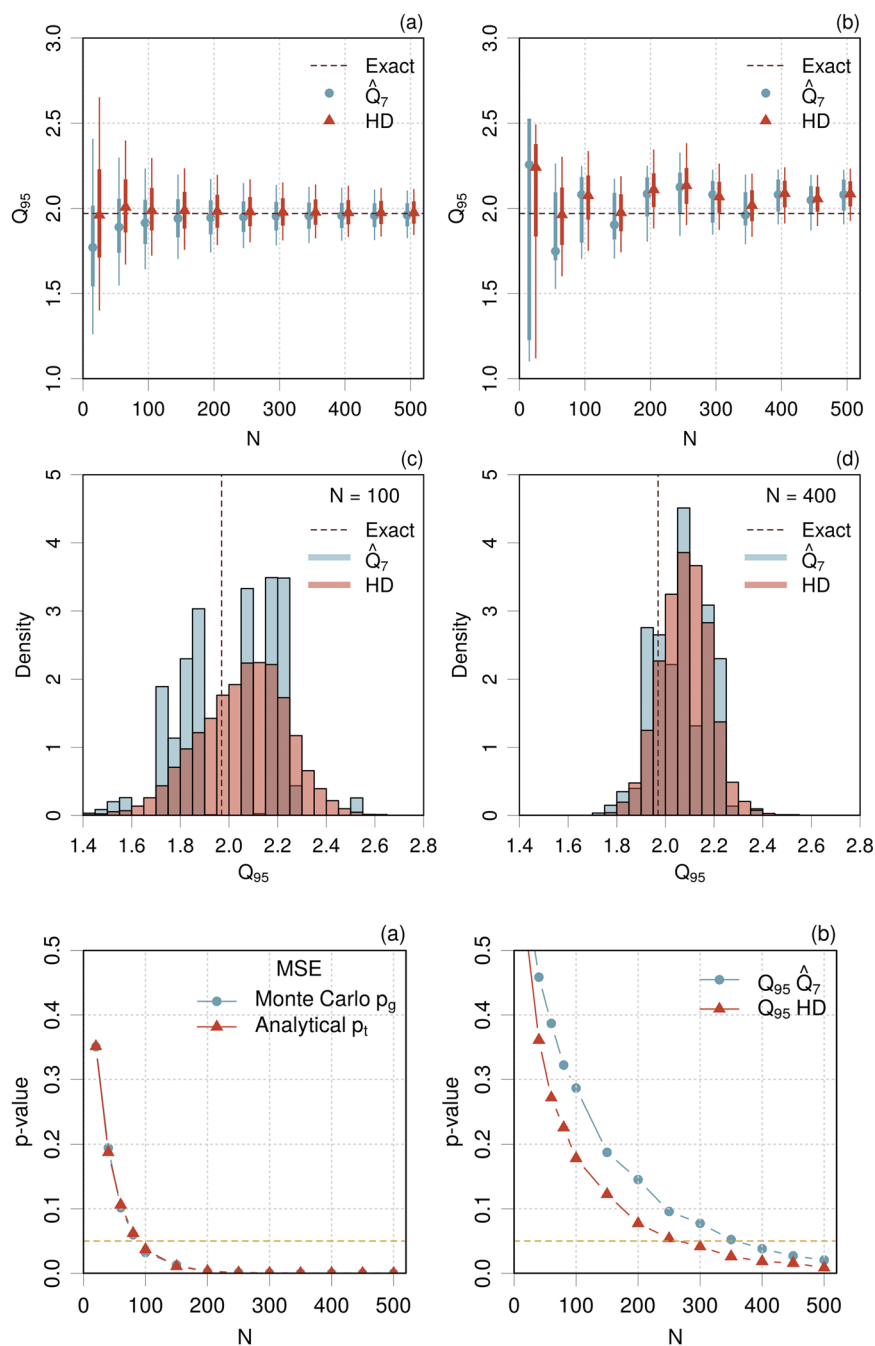 (a)
3.0
2.5
2.0
1.5
1.0
Q95
Exact
Q̂7
HD
0 100 200 300 400 500
N
(b)
3.0
2.5
2.0
1.5
1.0
Q95
Exact
Q̂7
HD
0 100 200 300 400 500
N
(c)
5
4
3
2
1
0
Density
N = 100
Exact
Q̂7
HD
1.4 1.6 1.8 2.0 2.2 2.4 2.6 2.8
Q95
(d)
5
4
3
2
1
0
Density
N = 400
Exact
Q̂7
HD
1.4 1.6 1.8 2.0 2.2 2.4 2.6 2.8
Q95
(a)
0.5
0.4
0.3
0.2
0.1
0.0
p-value
MSE
Monte Carlo pg
Analytical pt
0 100 200 300 400 500
N
(b)
0.5
0.4
0.3
0.2
0.1
0.0
p-value
Q95 Q̂7
Q95 HD
0 100 200 300 400 500
N